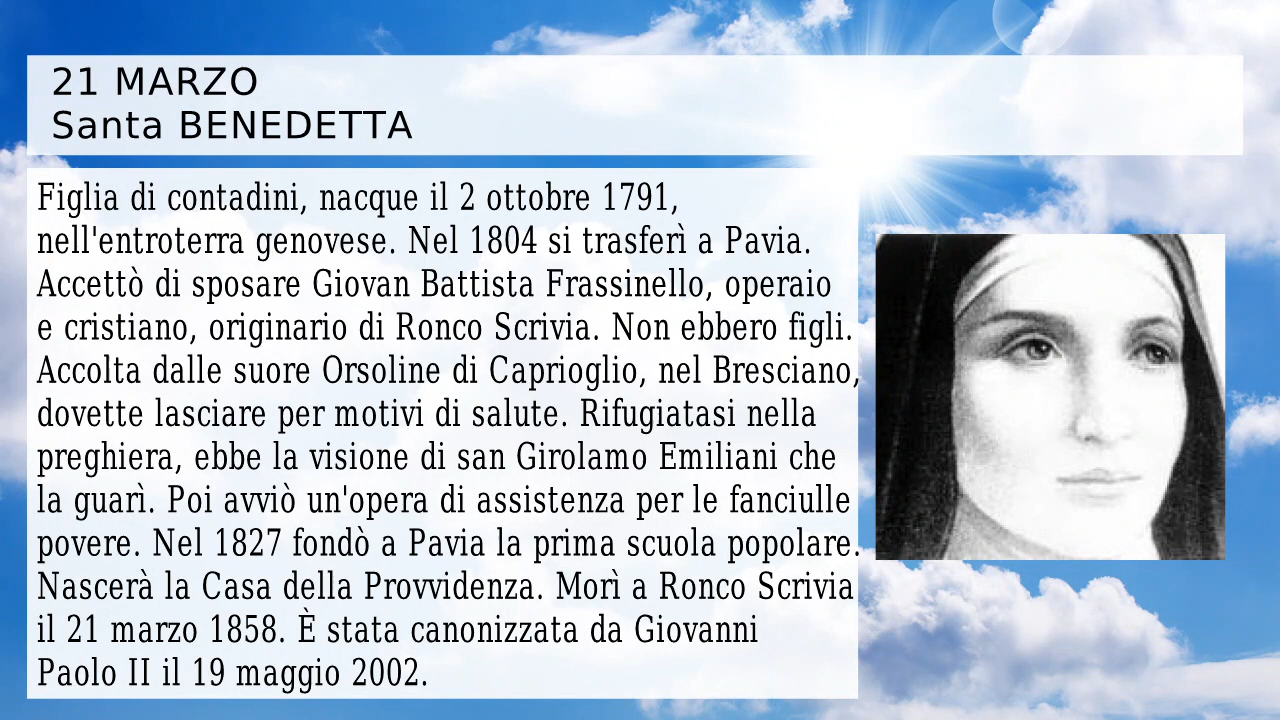 21 MARZO
Santa BENEDETTA
Figlia di contadini, nacque il 2 ottobre 1791,
nell'entroterra genovese. Nel 1804 si trasferì a Pavia.
Accettò di sposare Giovan Battista Frassinello, operaio
e cristiano, originario di Ronco Scrivia. Non ebbero figli.
Accolta dalle suore Orsoline di Caprioglio, nel Bresciano,
dovette lasciare per motivi di salute. Rifugiatasi nella
preghiera, ebbe la visione di san Girolamo Emiliani che
la guarì. Poi avviò un'opera di assistenza per le fanciulle
povere. Nel 1827 fondò a Pavia la prima scuola popolare.
Nascerà la Casa della Provvidenza. Morì a Ronco Scrivia
il 21 marzo 1858. È stata canonizzata da Giovanni
Paolo II il 19 maggio 2002.